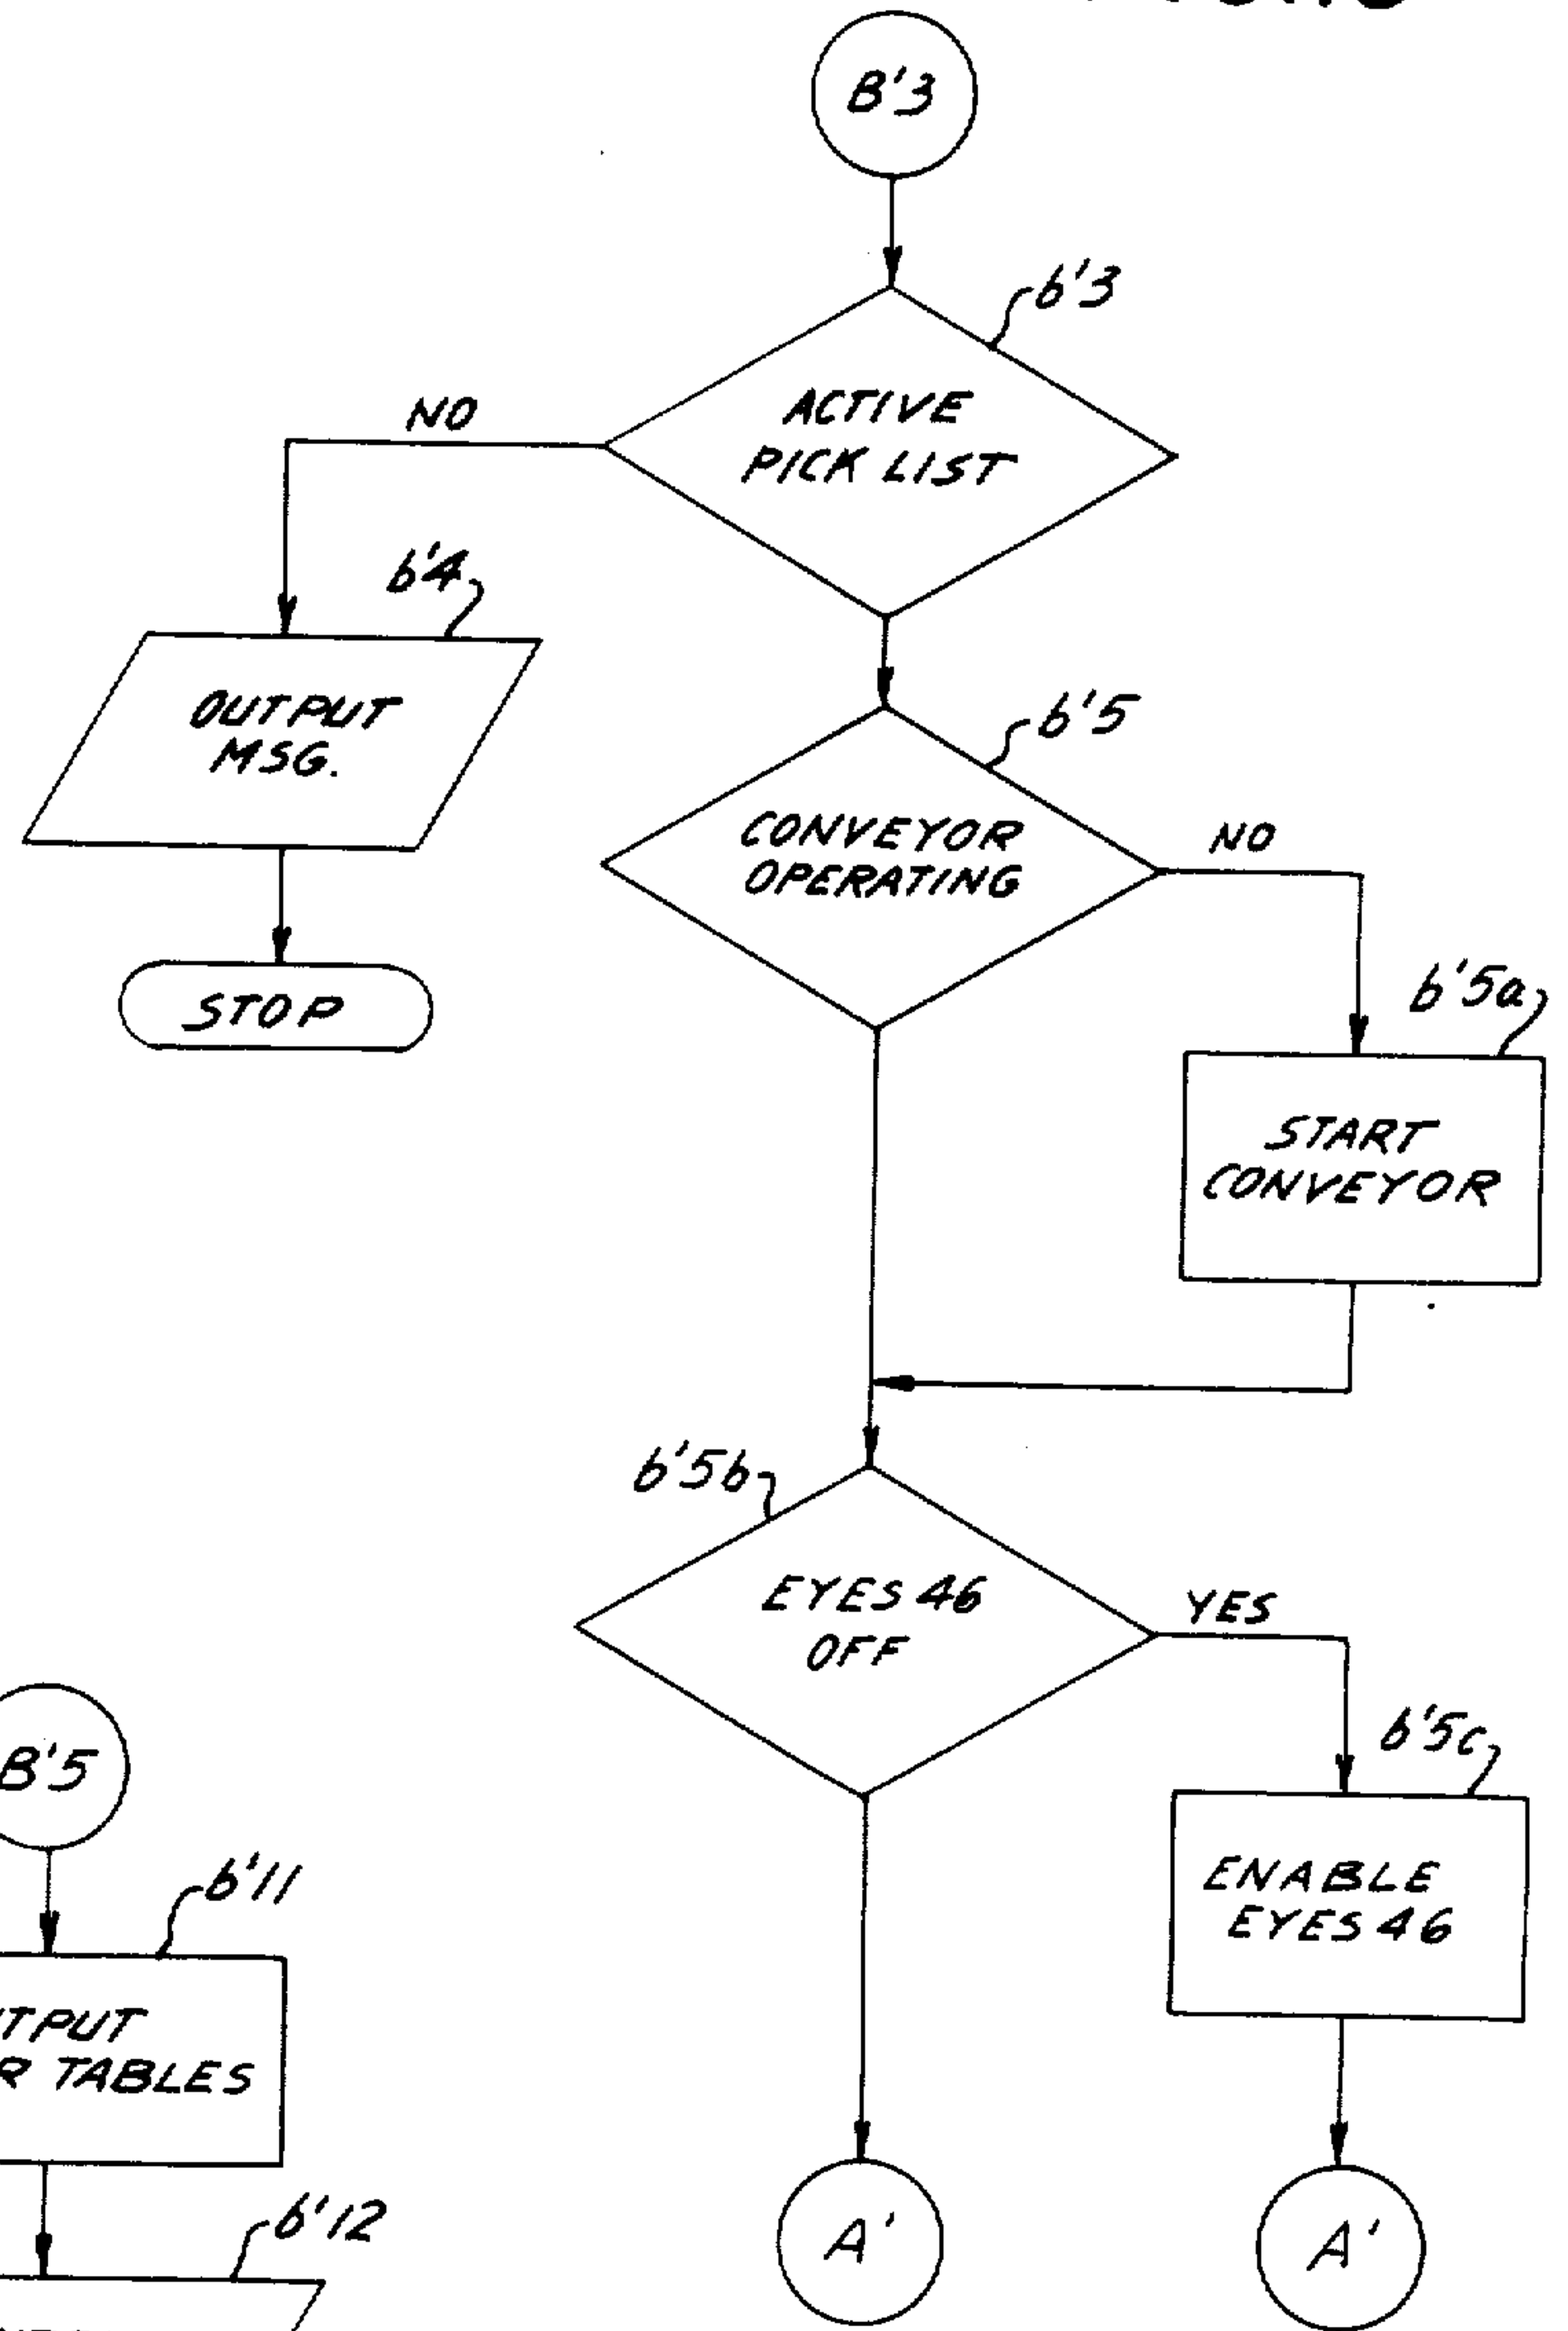 B'3
b'3
ACTIVE
PICK LIST
NO
b'4
OUTPUT
MSG.
STOP
b'5
CONVEYOR
OPERATING
NO
b'5a
START
CONVEYOR
b'5b
EYES 46
OFF
YES
b'5c
ENABLE
EYES 46
A'
A'
B'5
b'11
TABLES
b'12